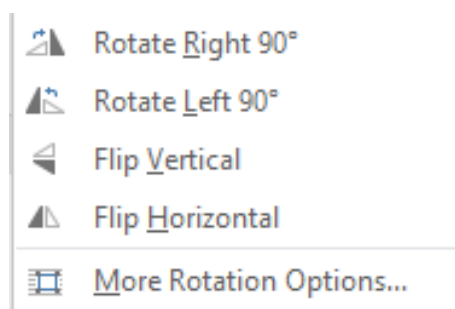 Rotate Right 90°
Rotate Left 90°
Flip Vertical
Flip Horizontal
More Rotation Options...